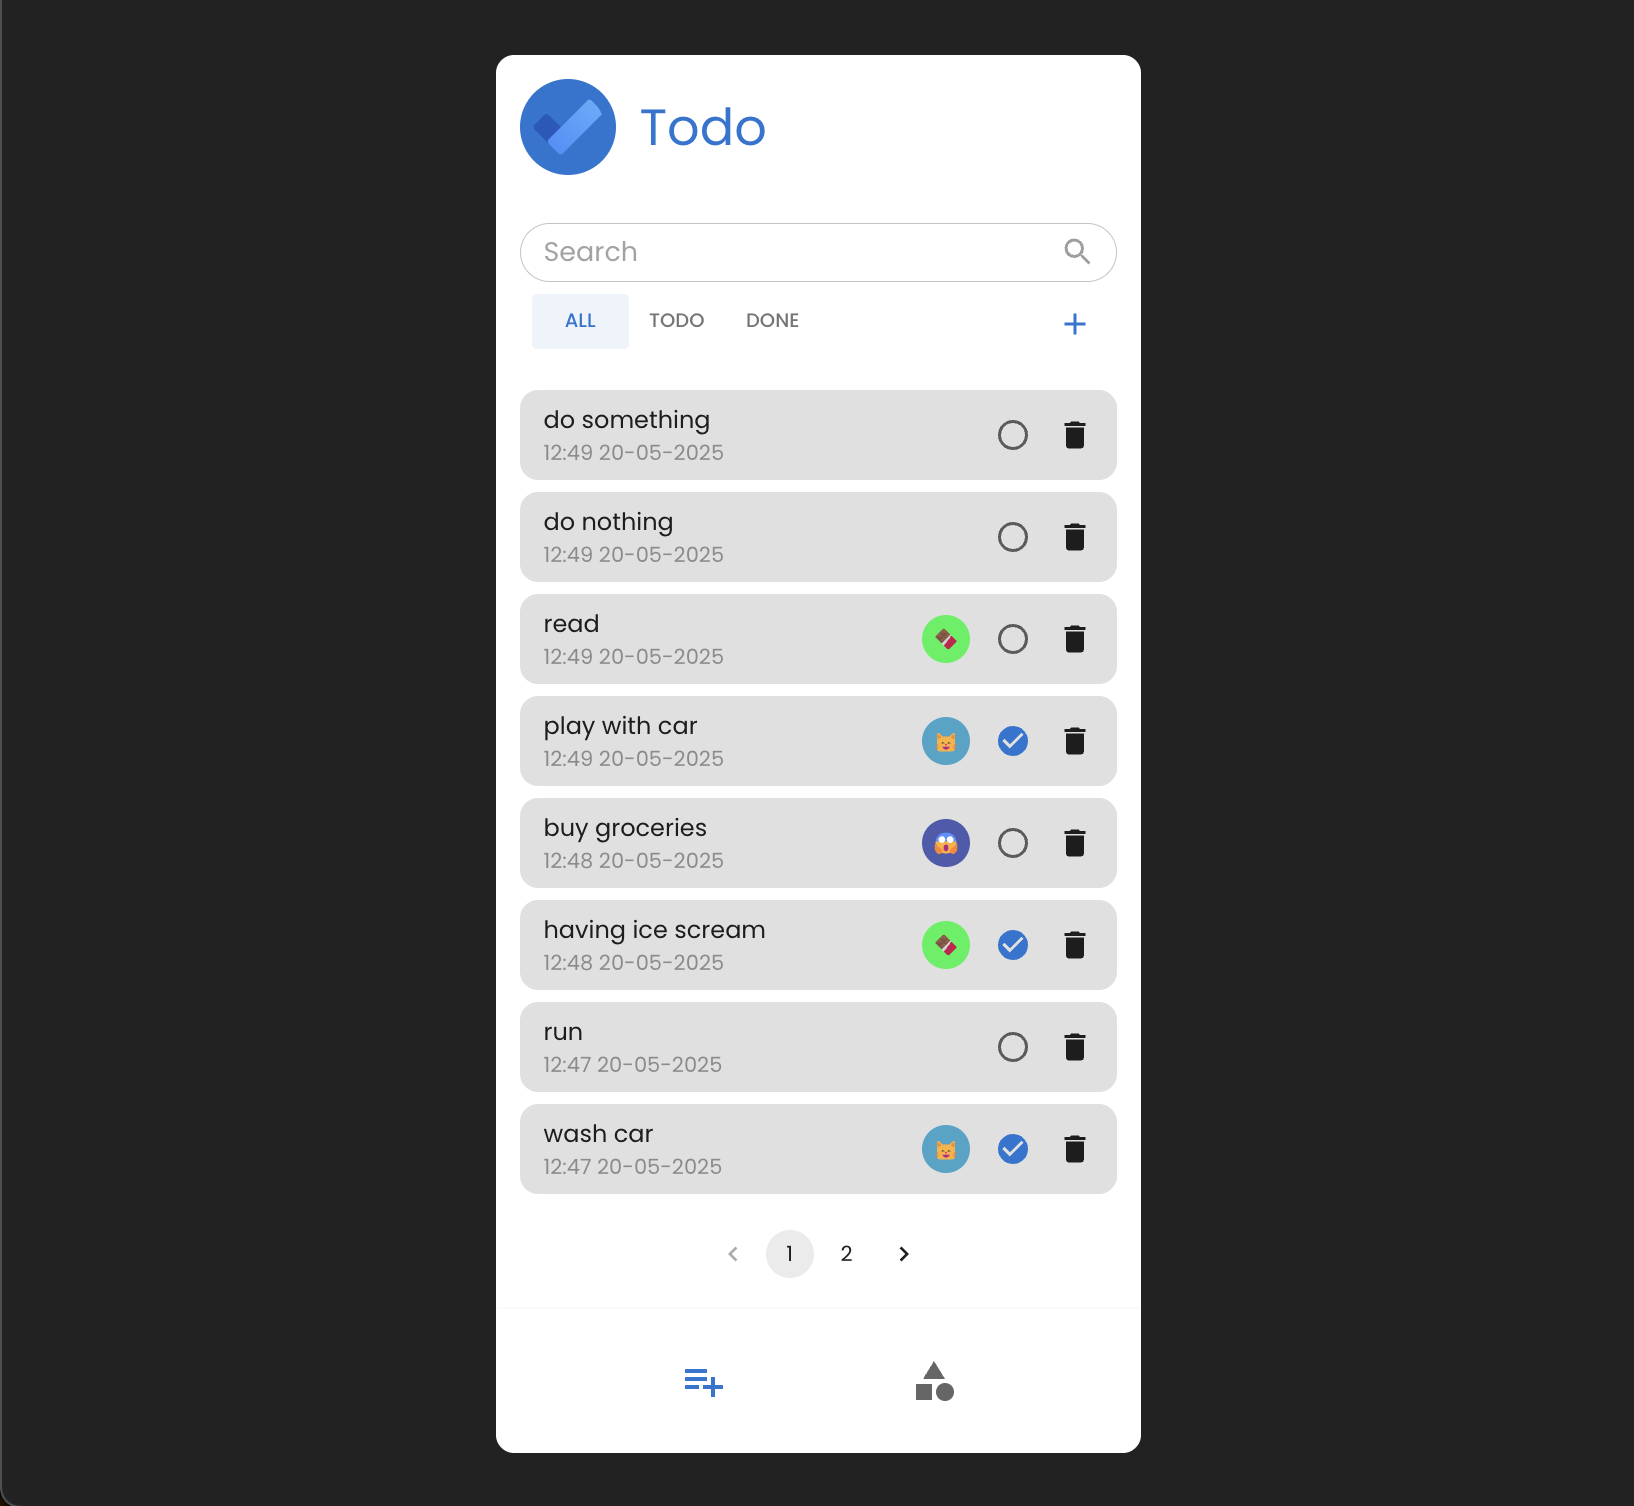 Todo
Search
ALL TODO DONE
do something
12:49 20-05-2025
do nothing
12:49 20-05-2025
read
12:49 20-05-2025
play with car
12:49 20-05-2025
buy groceries
12:48 20-05-2025
having ice scream
12:48 20-05-2025
run
12:47 20-05-2025
wash car
12:47 20-05-2025
1 2